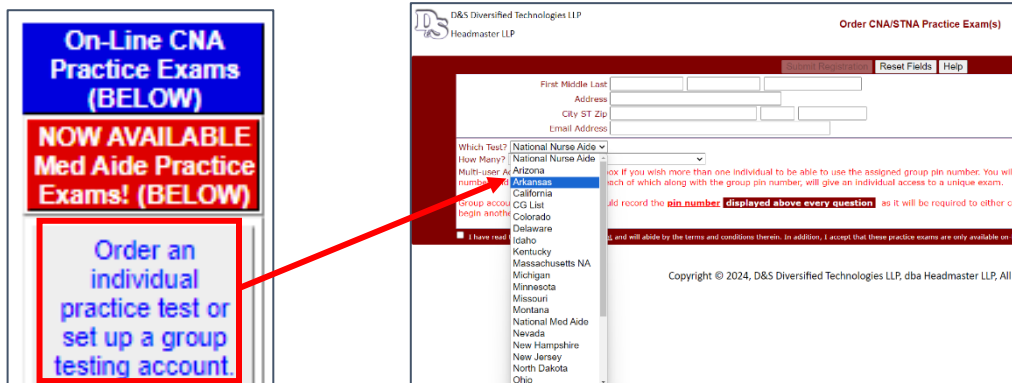 On-Line CNA
Practice Exams
(BELOW)
NOW AVAILABLE
Med Aide Practice
Exams! (BELOW)
Order an
individual
practice test or
set up a group
testing account.
D&S Diversified Technologies LLP
Headmaster LLP
Order CNA/STNA Practice Exam(s)
Submit Registration Reset Fields Help
First Middle Last
Address
City ST Zip
Email Address
Which Test? National Nurse Aide
How Many?
Multi-user A ox if you wish more than one individual to be able to use the assigned group pin number. You wil
number and each of which along with the group pin number, will give an individual access to a unique exam.
Group accou uld record the pin number displayed above every question as it will be required to either c
begin anothe
I have read t and will abide by the terms and conditions therein. In addition, I accept that these practice exams are only available on
National Nurse Aide
Arizona
Arkansas
California
CG List
Colorado
Delaware
Idaho
Kentucky
Massachusetts NA
Michigan
Minnesota
Missouri
Montana
National Med Aide
Nevada
New Hampshire
New Jersey
North Dakota
Ohio
Copyright © 2024, D&S Diversified Technologies LLP, dba Headmaster LLP, All